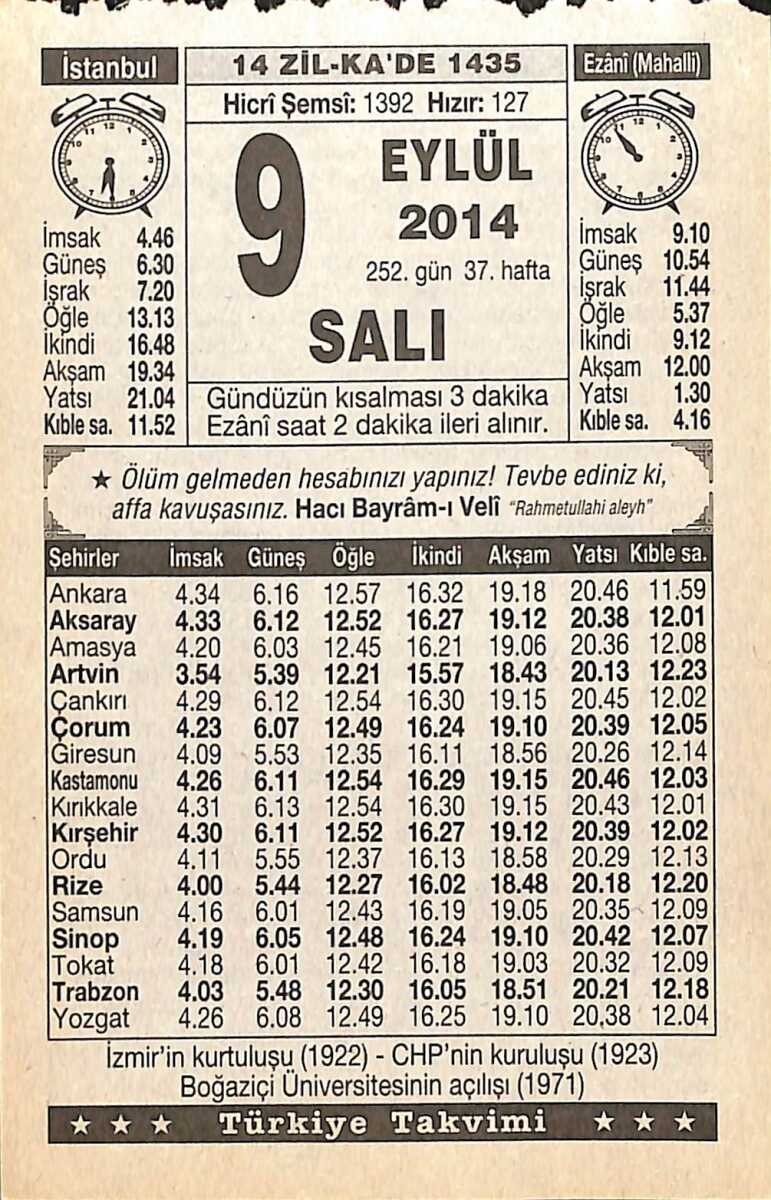 İstanbul
14 ZİL-KA'DE 1435
Ezânî (Mahallî)
Hicrî Şemsî: 1392 Hızır: 127
9
EYLÜL
2014
252. gün 37. hafta
SALI
İmsak 4.46
Güneş 6.30
İşrak 7.20
Öğle 13.13
İkindi 16.48
Akşam 19.34
Yatsı 21.04
Kıble sa. 11.52
Gündüzün kısalması 3 dakika
Ezânî saat 2 dakika ileri alınır.
İmsak 9.10
Güneş 10.54
İşrak 11.44
Öğle 5.37
İkindi 9.12
Akşam 12.00
Yatsı 1.30
Kıble sa. 4.16
★ Ölüm gelmeden hesabınızı yapınız! Tevbe ediniz ki,
affa kavuşasınız. Hacı Bayrâm-ı Velî "Rahmetullahi aleyh"
Şehirler İmsak Güneş Öğle İkindi Akşam Yatsı Kıble sa.
Ankara 4.34 6.16 12.57 16.32 19.18 20.46 11.59
Aksaray 4.33 6.12 12.52 16.27 19.12 20.38 12.01
Amasya 4.20 6.03 12.45 16.21 19.06 20.36 12.08
Artvin 3.54 5.39 12.21 15.57 18.43 20.13 12.23
Çankırı 4.29 6.12 12.54 16.30 19.15 20.45 12.02
Çorum 4.23 6.07 12.49 16.24 19.10 20.39 12.05
Giresun 4.09 5.53 12.35 16.11 18.56 20.26 12.14
Kastamonu 4.26 6.11 12.54 16.29 19.15 20.46 12.03
Kırıkkale 4.31 6.13 12.54 16.30 19.15 20.43 12.01
Kırşehir 4.30 6.11 12.52 16.27 19.12 20.39 12.02
Ordu 4.11 5.55 12.37 16.13 18.58 20.29 12.13
Rize 4.00 5.44 12.27 16.02 18.48 20.18 12.20
Samsun 4.16 6.01 12.43 16.19 19.05 20.35 12.09
Sinop 4.19 6.05 12.48 16.24 19.10 20.42 12.07
Tokat 4.18 6.01 12.42 16.18 19.03 20.32 12.09
Trabzon 4.03 5.48 12.30 16.05 18.51 20.21 12.18
Yozgat 4.26 6.08 12.49 16.25 19.10 20.38 12.04
İzmir'in kurtuluşu (1922) - CHP'nin kuruluşu (1923)
Boğaziçi Üniversitesinin açılışı (1971)
★ ★ ★ Türkiye Takvimi ★ ★ ★